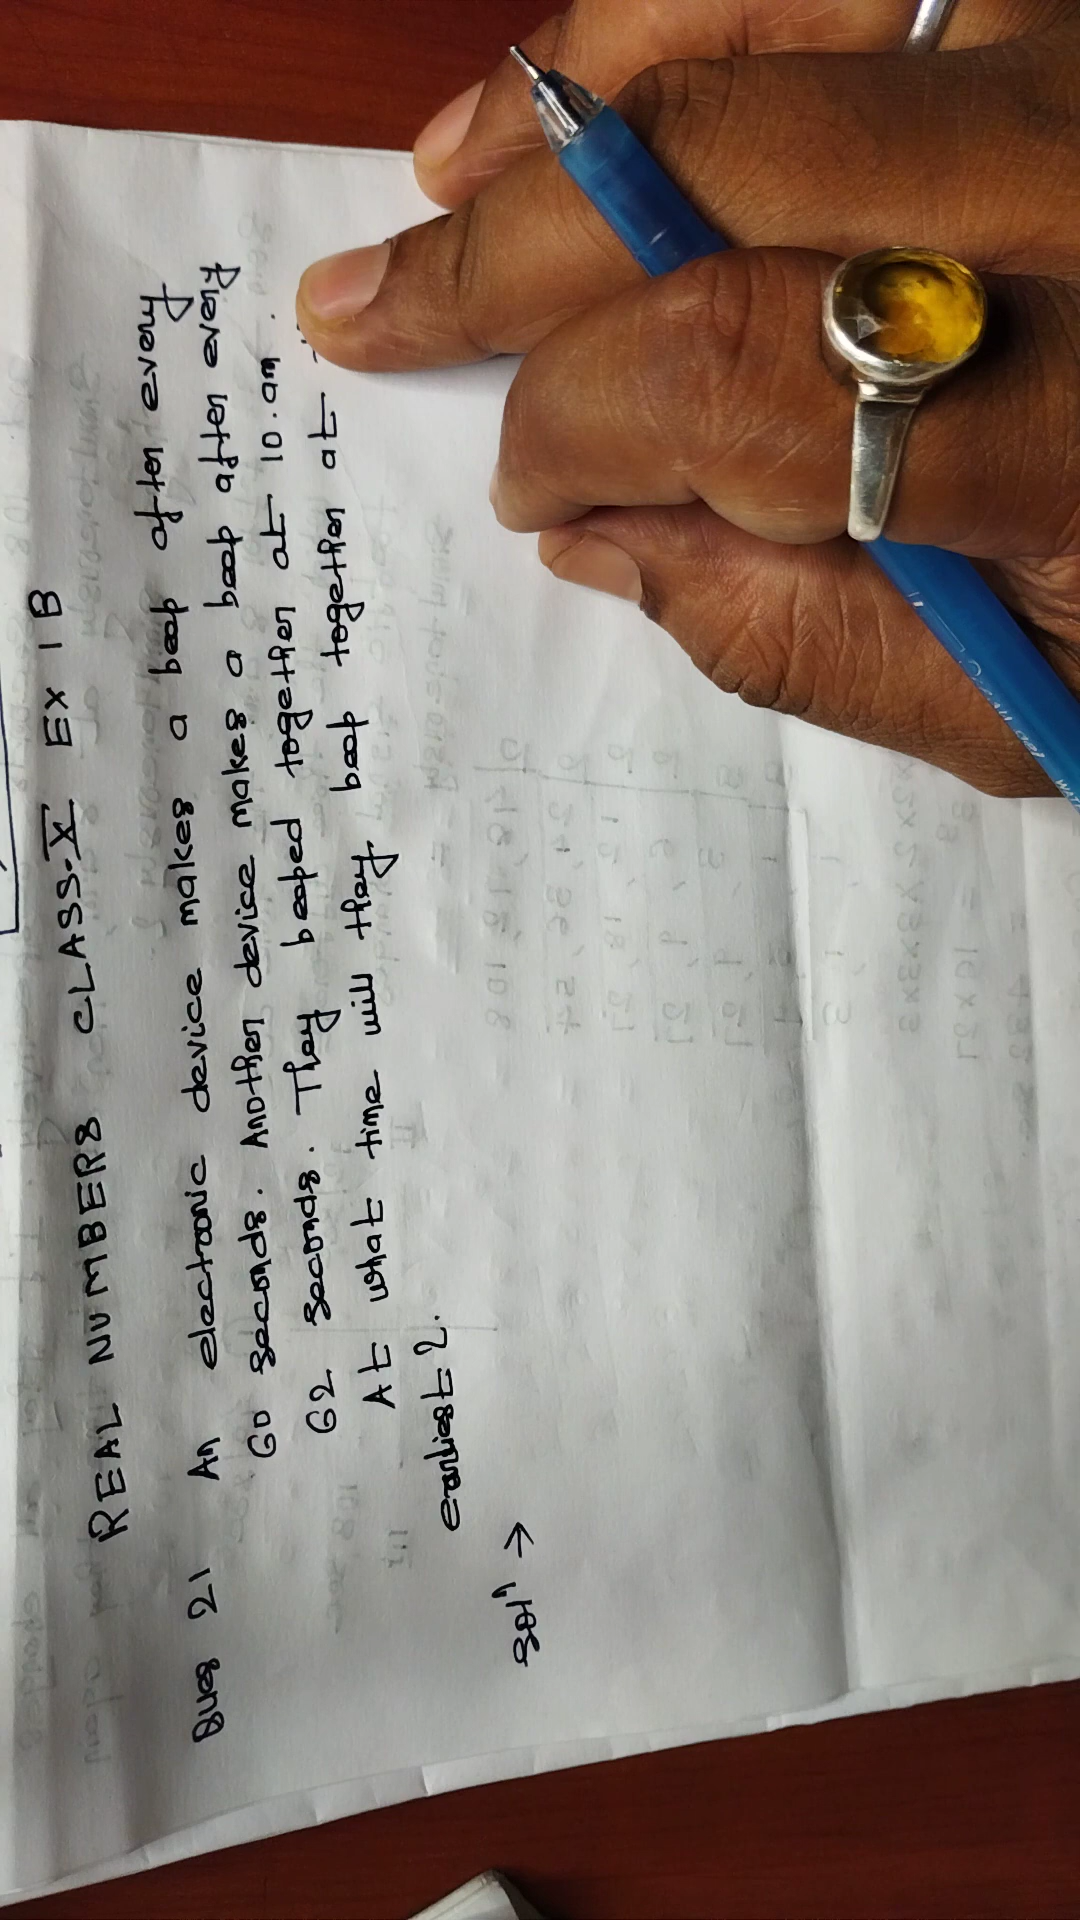 REAL NUMBERS CLASS-X EX 1B
Ques 21 An electronic device makes a beep after every
60 seconds. Another device makes a beep after every
62 seconds. They beeped together at 10.am.
At what time will they beep together at
earliest?
Solⁿ →